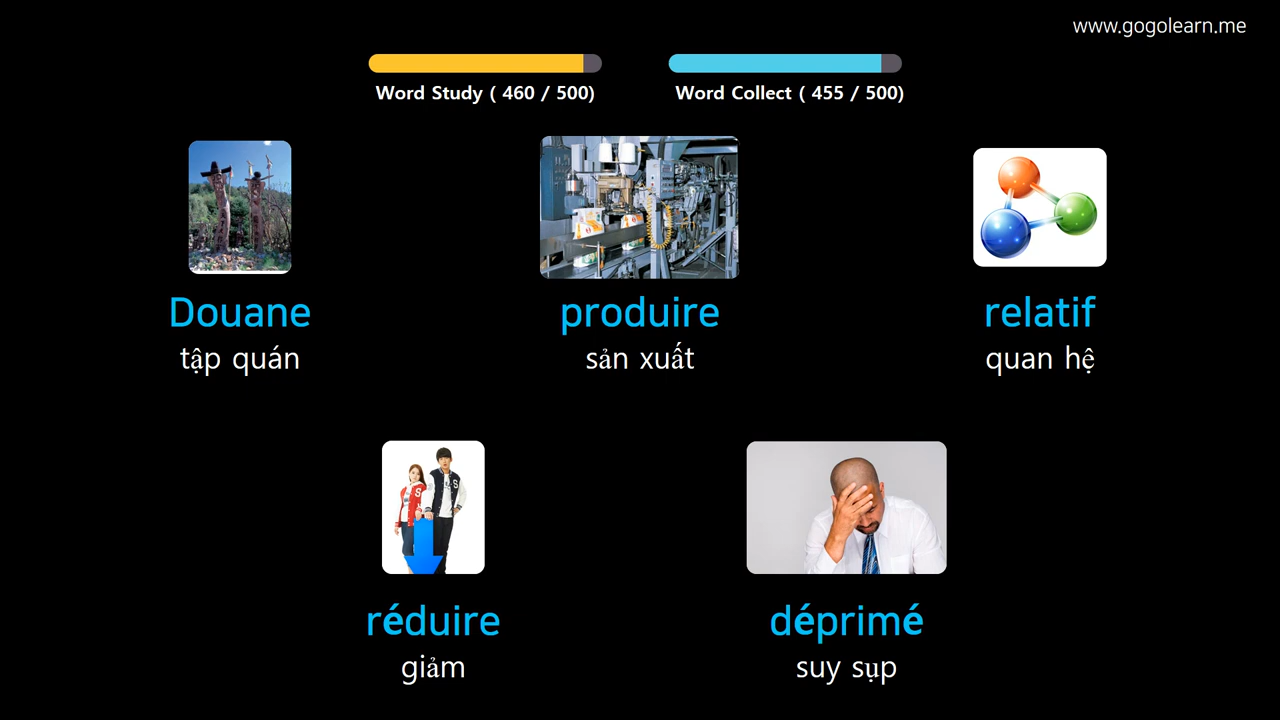 www.gogolearn.me
Word Study ( 460 / 500)
Word Collect ( 455 / 500)
Douane
tập quán
produire
sản xuất
relatif
quan hệ
réduire
giảm
déprimé
suy sụp